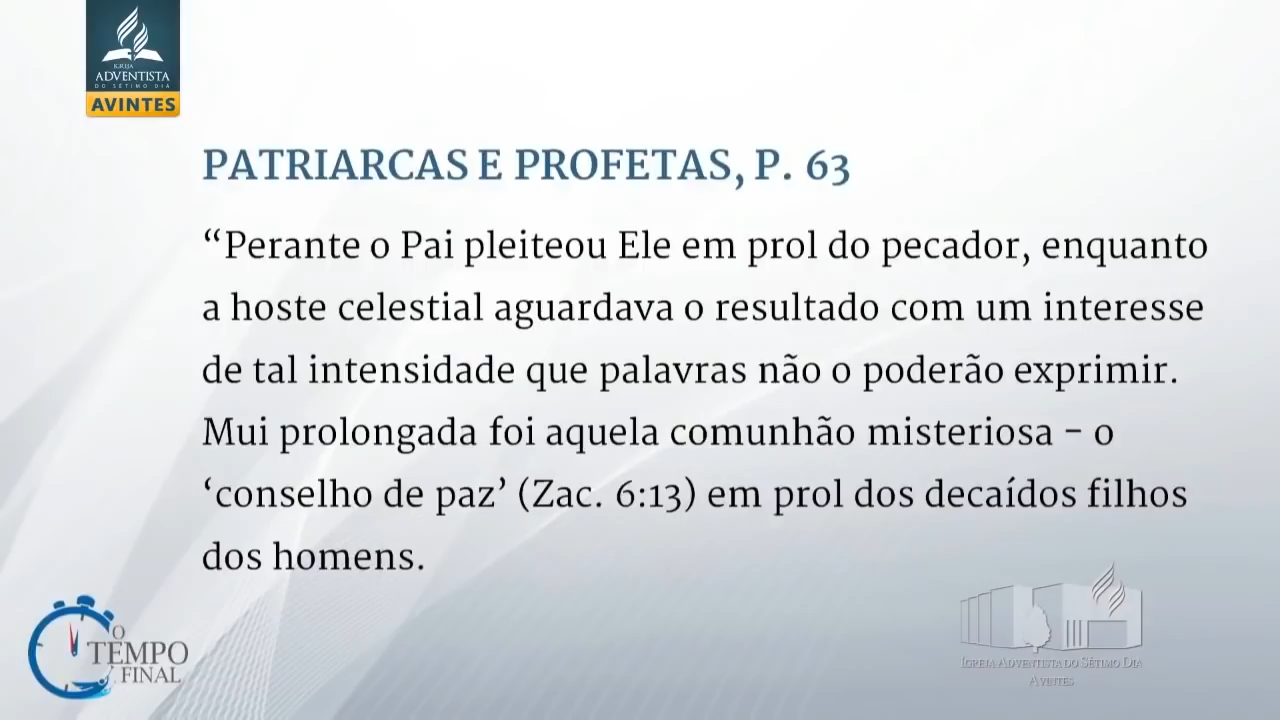 IGREJA
ADVENTISTA
DO SÉTIMO DIA
AVINTES
PATRIARCAS E PROFETAS, P. 63
“Perante o Pai pleiteou Ele em prol do pecador, enquanto
a hoste celestial aguardava o resultado com um interesse
de tal intensidade que palavras não o poderão exprimir.
Mui prolongada foi aquela comunhão misteriosa – o
‘conselho de paz’ (Zac. 6:13) em prol dos decaídos filhos
dos homens.
O
TEMPO
FINAL
IGREJA ADVENTISTA DO SÉTIMO DIA
AVINTES